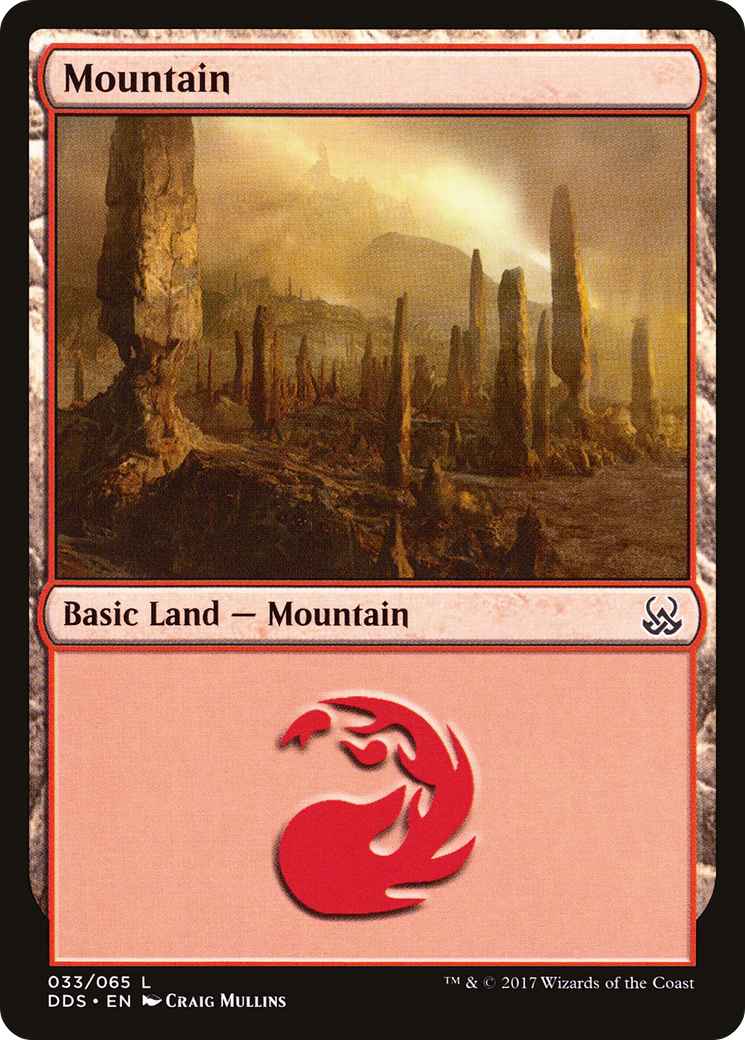 Mountain
Basic Land — Mountain
033/065 L
™ & © 2017 Wizards of the Coast
DDS • EN Craig Mullins